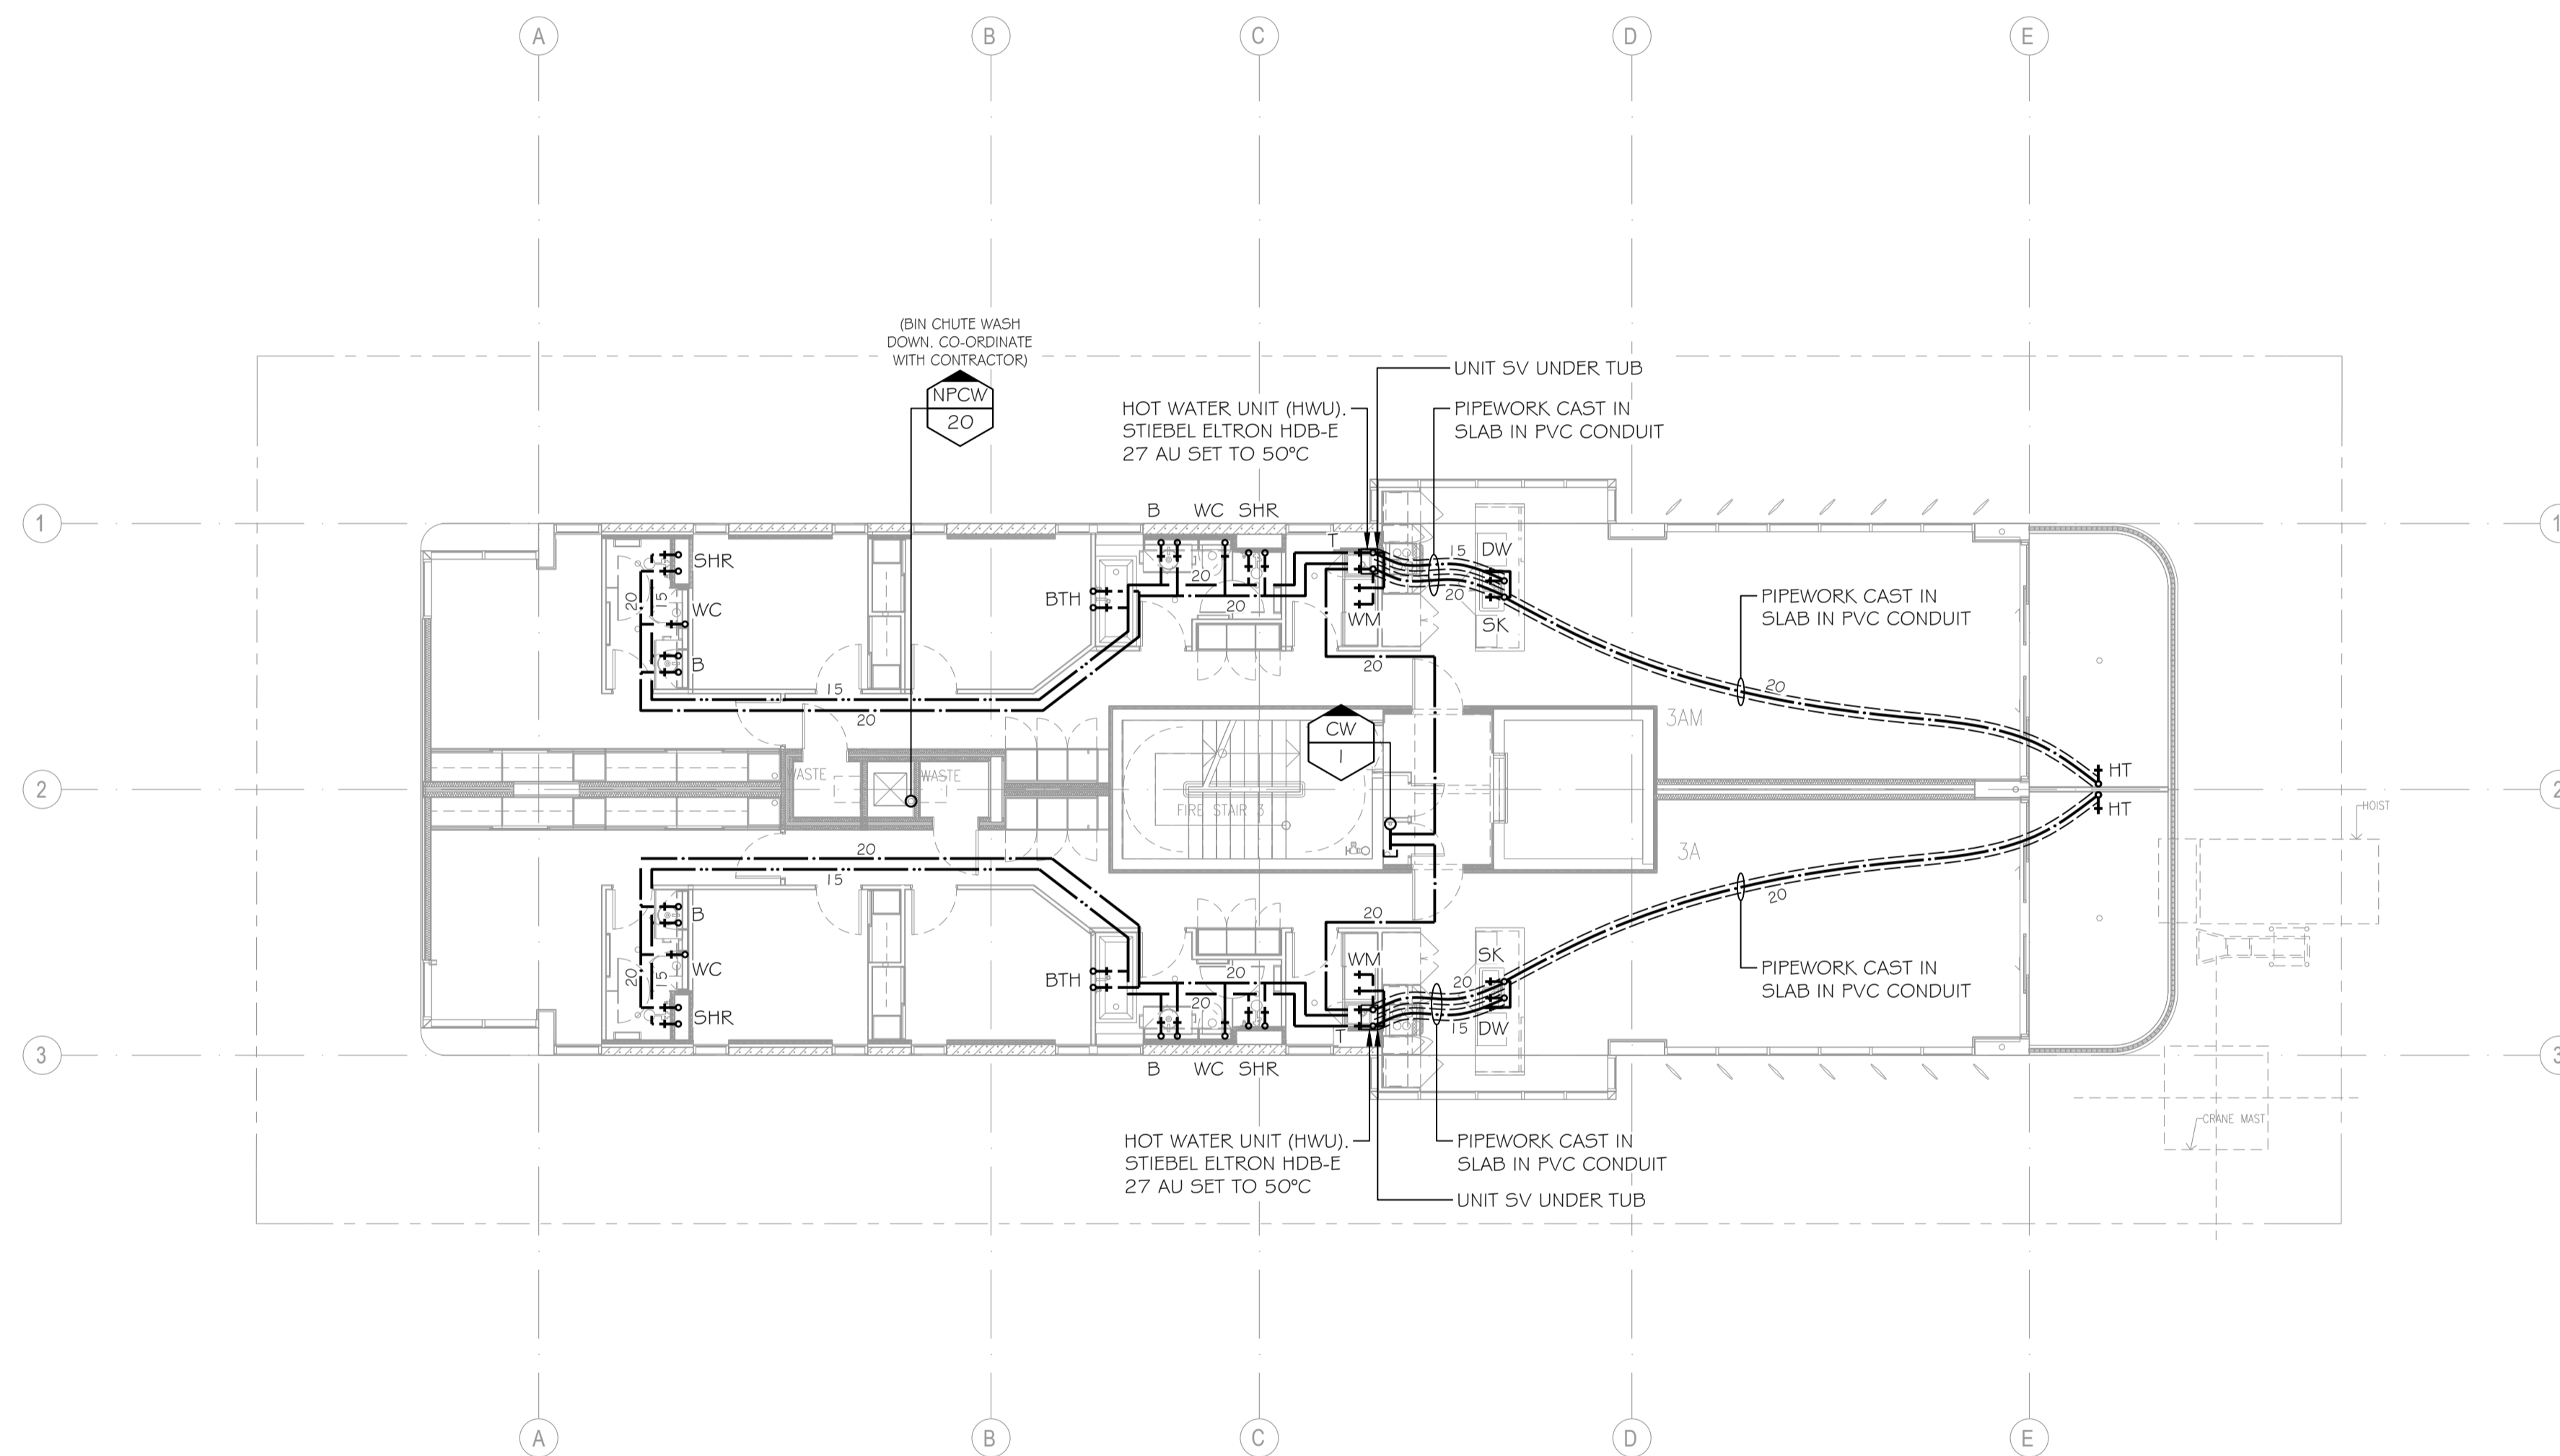 A B C D E
(BIN CHUTE WASH
DOWN. CO-ORDINATE
WITH CONTRACTOR)
NPCW
20
UNIT SV UNDER TUB
HOT WATER UNIT (HWU).
STIEBEL ELTRON HDB-E
27 AU SET TO 50°C
PIPEWORK CAST IN
SLAB IN PVC CONDUIT
1
B WC SHR
T
1
SHR
20
15
WC
B
BTH
20
20
WM
15
DW
20
SK
PIPEWORK CAST IN
SLAB IN PVC CONDUIT
20
20
15
20
3AM
CW
1
WASTE
WASTE
FIRE STAIR 3
2
HT
HT
2
HOIST
3A
20
15
B
WC
20
15
SHR
BTH
20
20
20
WM
SK
20
15
DW
T
20
PIPEWORK CAST IN
SLAB IN PVC CONDUIT
3
B WC SHR
3
CRANE MAST
HOT WATER UNIT (HWU).
STIEBEL ELTRON HDB-E
27 AU SET TO 50°C
PIPEWORK CAST IN
SLAB IN PVC CONDUIT
UNIT SV UNDER TUB
A B C D E